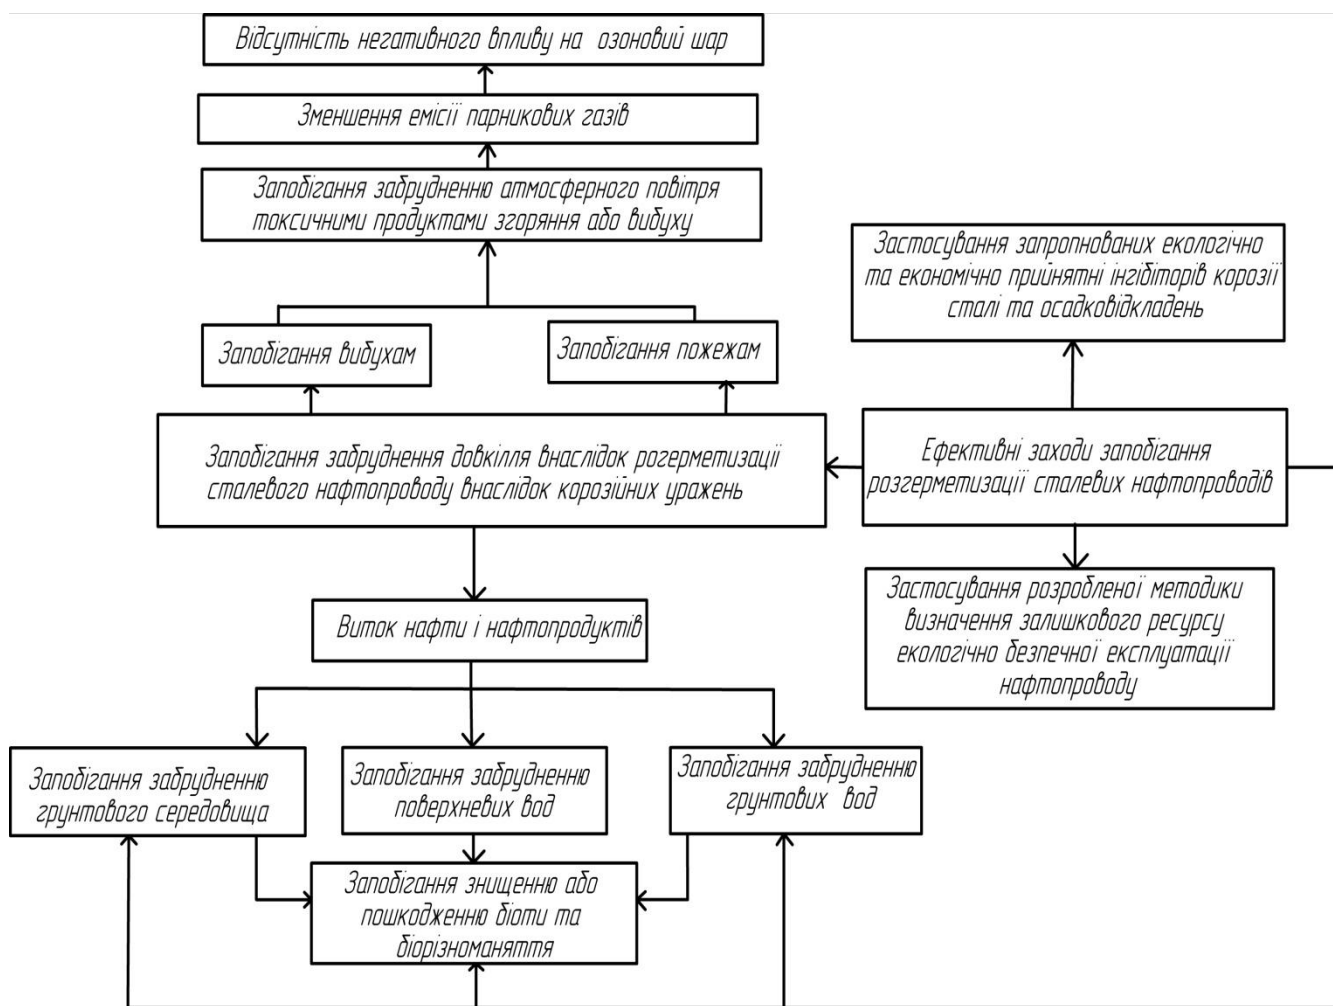 Відсутність негативного впливу на озоновий шар
Зменшення емісії парникових газів
Запобігання забрудненню атмосферного повітря
токсичними продуктами згоряння або вибуху
Застосування запропнованих екологічно
та економічно прийнятні інгібіторів корозії
сталі та осадковідкладень
Запобігання вибухам
Запобігання пожежам
Запобігання забруднення довкілля внаслідок рогерметизації
сталевого нафтопроводу внаслідок корозійних уражень
Ефективні заходи запобігання
розгерметизації сталевих нафтопроводів
Застосування розробленої методики
визначення залишкового ресурсу
екологічно безпечної експлуатації
нафтопроводу
Виток нафти і нафтопродуктів
Запобігання забрудненню
грунтового середовища
Запобігання забрудненню
поверхневих вод
Запобігання забрудненню
грунтових вод
Запобігання знищенню або
пошкодженню біоти та
біорізноманяття